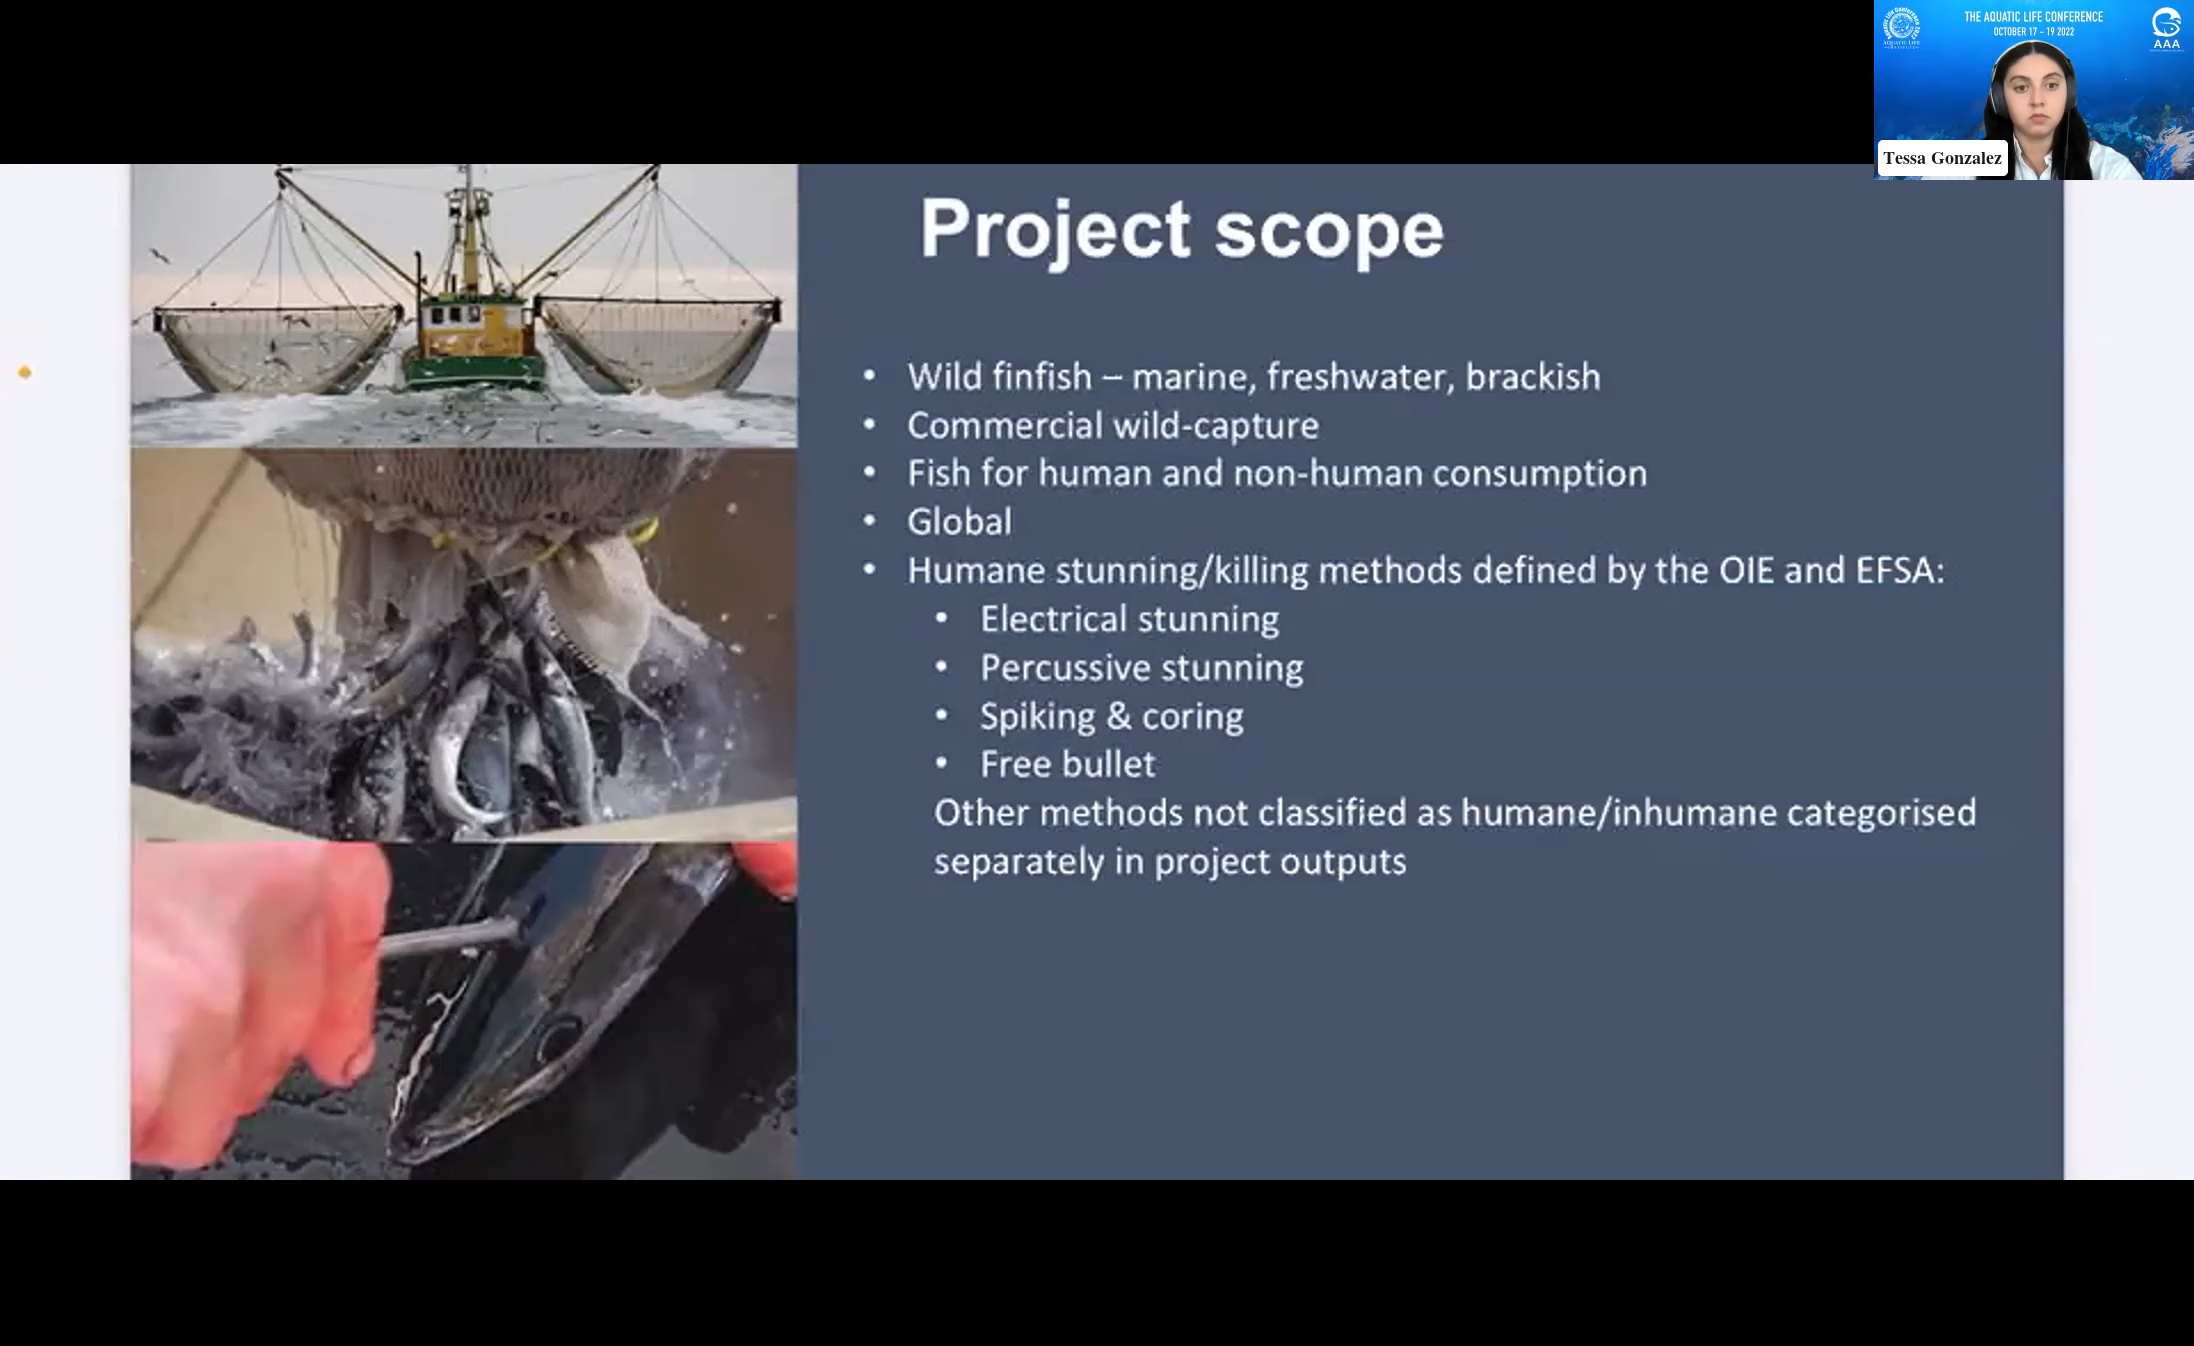 THE AQUATIC LIFE CONFERENCE
OCTOBER 17 - 19 2022
AAA
Tessa Gonzalez
Project scope
• Wild finfish – marine, freshwater, brackish
• Commercial wild-capture
• Fish for human and non-human consumption
• Global
• Humane stunning/killing methods defined by the OIE and EFSA:
• Electrical stunning
• Percussive stunning
• Spiking & coring
• Free bullet
Other methods not classified as humane/inhumane categorised
separately in project outputs